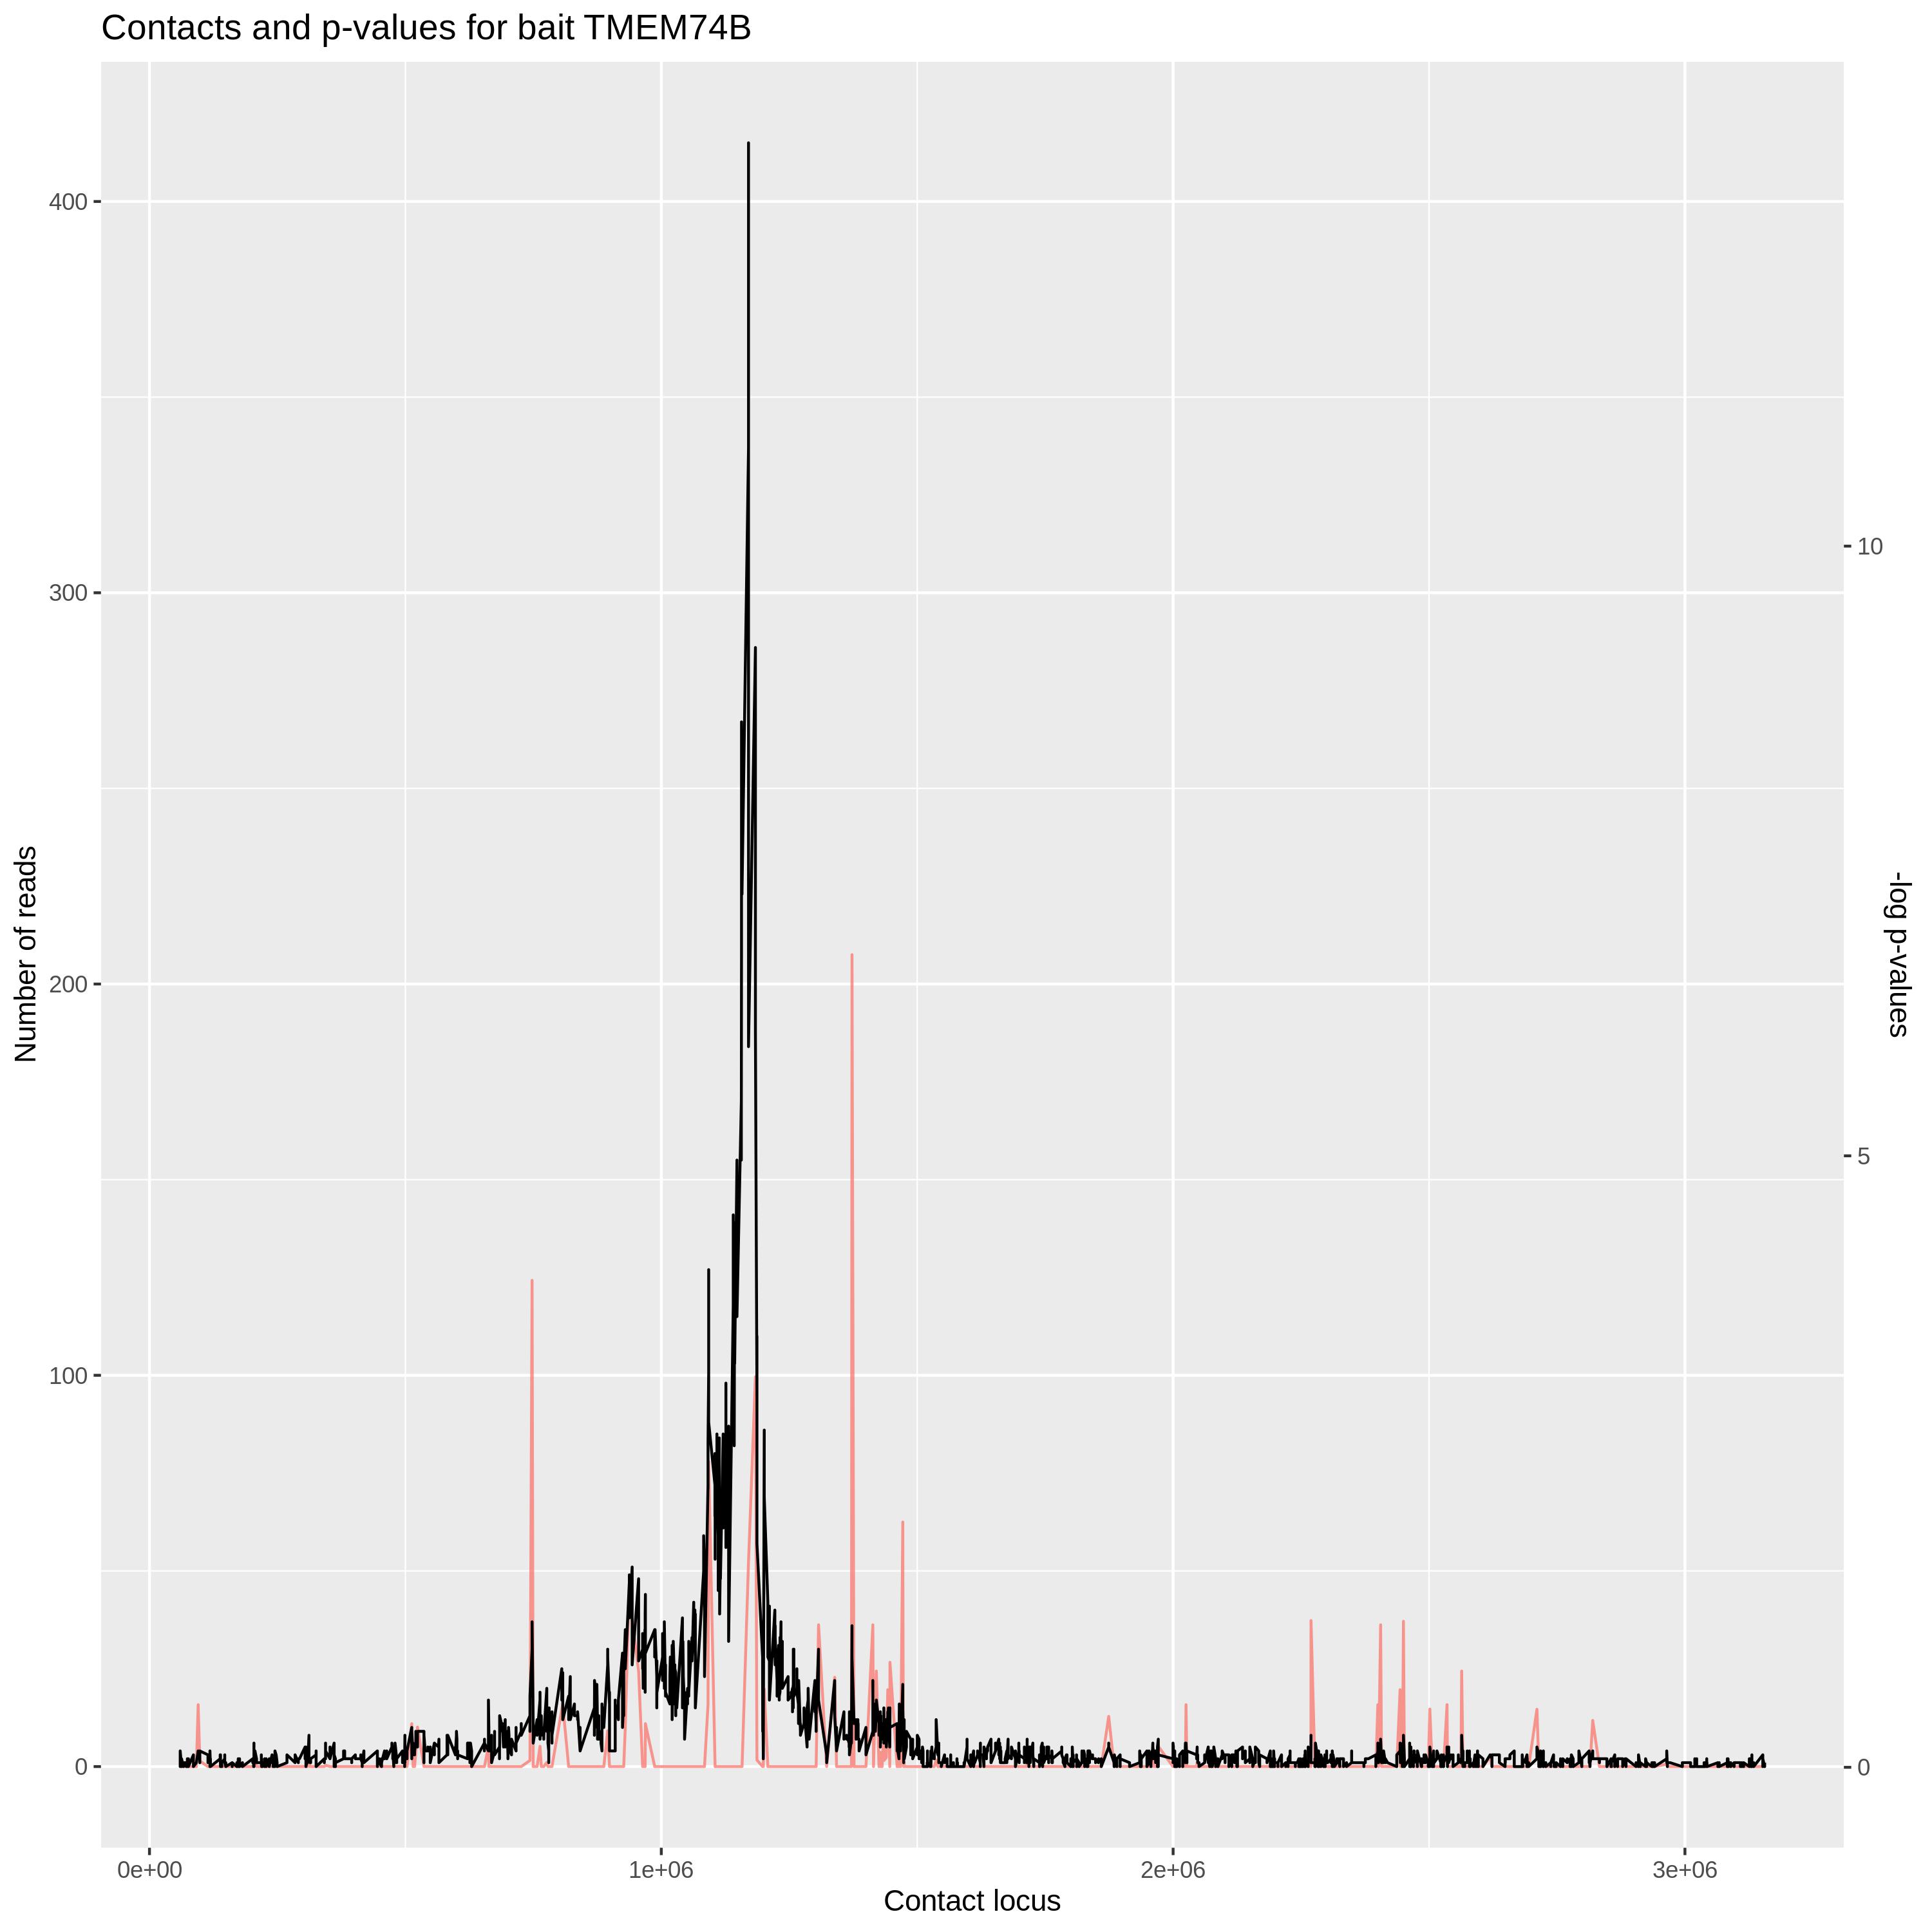 Contacts and p-values for bait TMEM74B
400
300
200
100
0
10
5
0
Number of reads
-log p-values
0e+00 1e+06 2e+06 3e+06
Contact locus